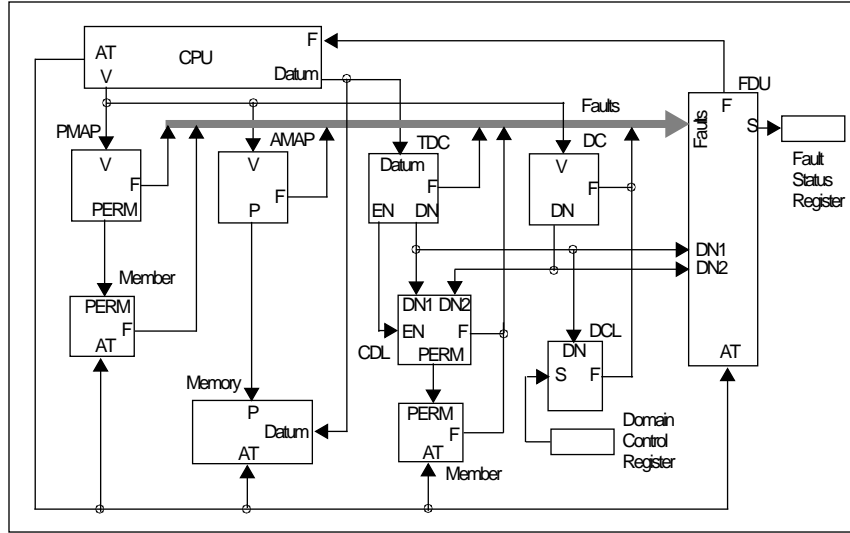 CPU
AT
V
F
Datum
FDU
F
Faults
S
Fault
Status
Register
DN1
DN2
AT
Faults
PMAP
V
F
PERM
AMAP
V
F
P
TDC
Datum
F
EN
DN
DC
V
F
DN
Member
PERM
F
AT
DN1
DN2
EN
F
PERM
CDL
DCL
DN
S
F
Memory
P
Datum
AT
PERM
F
AT
Member
Domain
Control
Register